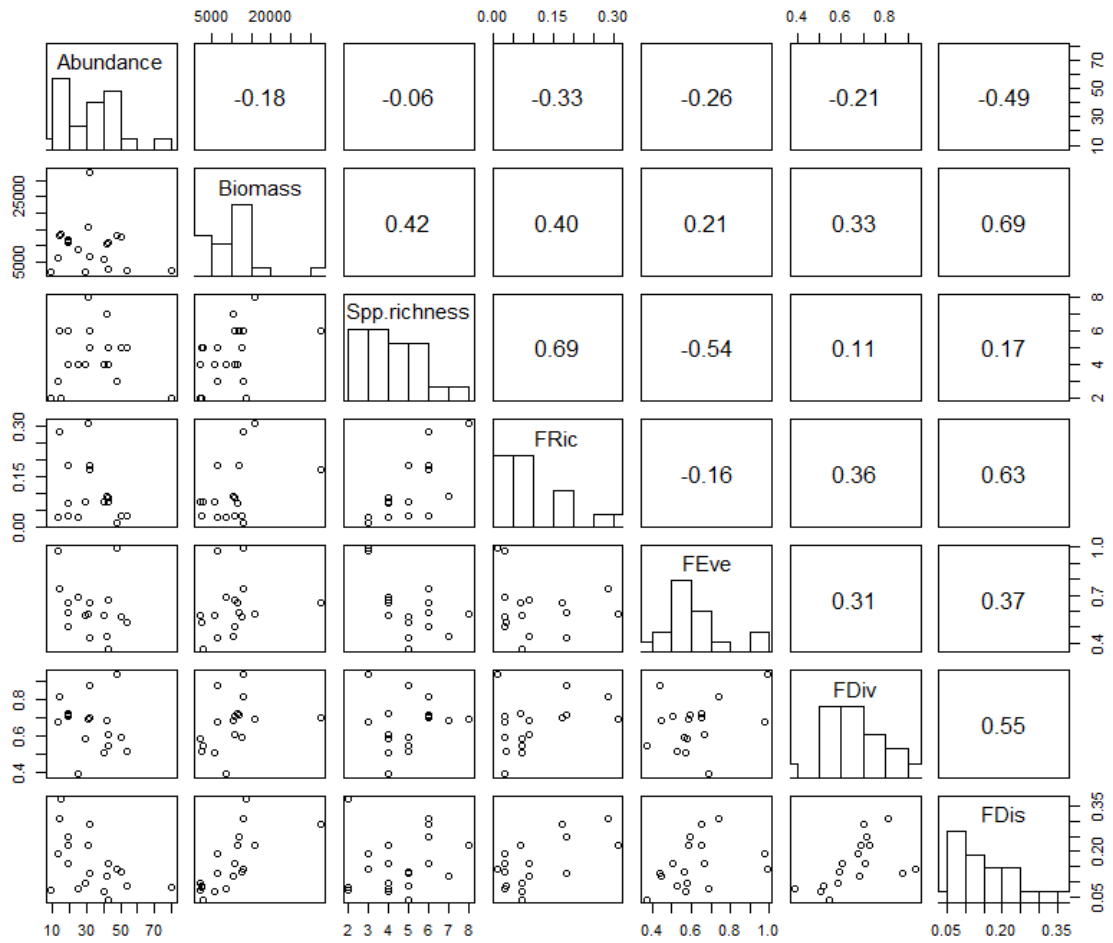 5000 20000 0.00 0.15 0.30 0.4 0.6 0.8
Abundance -0.18 -0.06 -0.33 -0.26 -0.21 -0.49 10 30 50 70
5000 25000 Biomass 0.42 0.40 0.21 0.33 0.69
Spp.richness 0.69 -0.54 0.11 0.17 2 4 6 8
0.00 0.15 0.30 FRic -0.16 0.36 0.63
FEve 0.31 0.37 0.4 0.7 1.0
0.4 0.6 0.8 FDiv 0.55
FDis 0.05 0.20 0.35
10 30 50 70 2 3 4 5 6 7 8 0.4 0.6 0.8 1.0 0.05 0.20 0.35